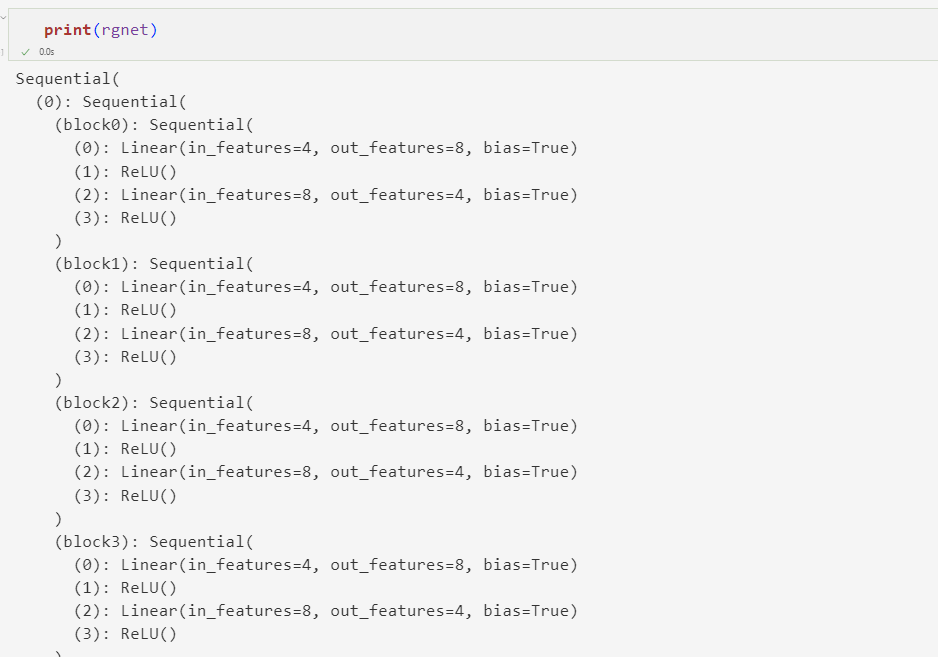 print(rgnet)
0.0s
Sequential(
  (0): Sequential(
    (block0): Sequential(
      (0): Linear(in_features=4, out_features=8, bias=True)
      (1): ReLU()
      (2): Linear(in_features=8, out_features=4, bias=True)
      (3): ReLU()
    )
    (block1): Sequential(
      (0): Linear(in_features=4, out_features=8, bias=True)
      (1): ReLU()
      (2): Linear(in_features=8, out_features=4, bias=True)
      (3): ReLU()
    )
    (block2): Sequential(
      (0): Linear(in_features=4, out_features=8, bias=True)
      (1): ReLU()
      (2): Linear(in_features=8, out_features=4, bias=True)
      (3): ReLU()
    )
    (block3): Sequential(
      (0): Linear(in_features=4, out_features=8, bias=True)
      (1): ReLU()
      (2): Linear(in_features=8, out_features=4, bias=True)
      (3): ReLU()
    )